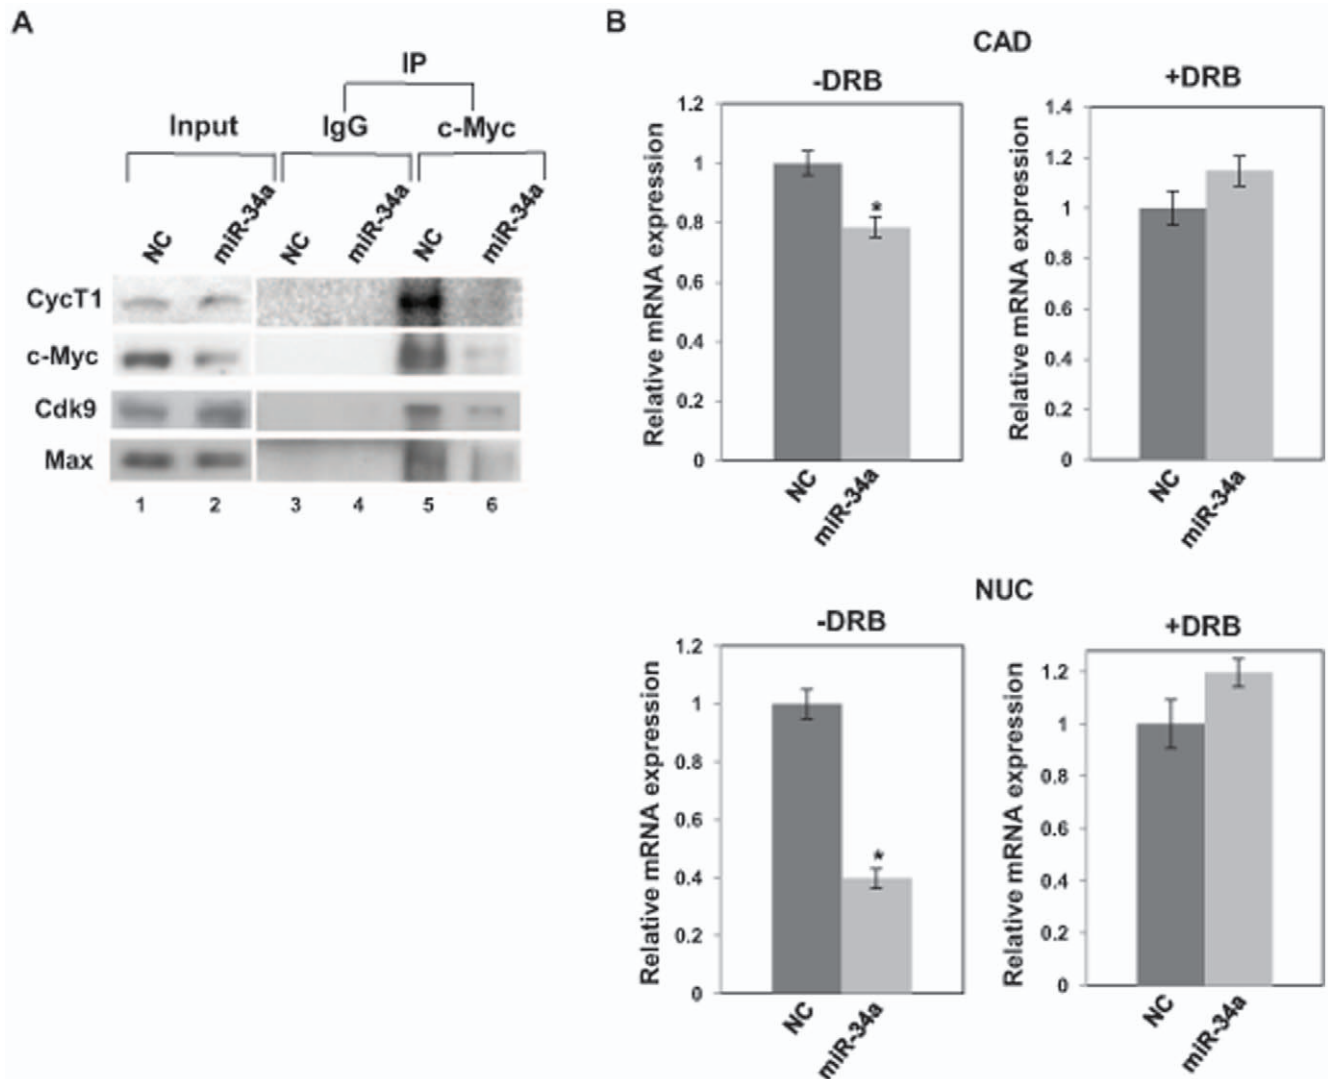 A
IP
Input IgG c-Myc
NC miR-34a NC miR-34a NC miR-34a
CycT1
c-Myc
Cdk9
Max
1 2 3 4 5 6
B
CAD
-DRB
Relative mRNA expression
1.2
1
0.8
0.6
0.4
0.2
0
*
NC miR-34a
+DRB
Relative mRNA expression
1.4
1.2
1
0.8
0.6
0.4
0.2
0
NC miR-34a
NUC
-DRB
Relative mRNA expression
1.2
1
0.8
0.6
0.4
0.2
0
*
NC miR-34a
+DRB
Relative mRNA expression
1.2
1
0.8
0.6
0.4
0.2
0
NC miR-34a